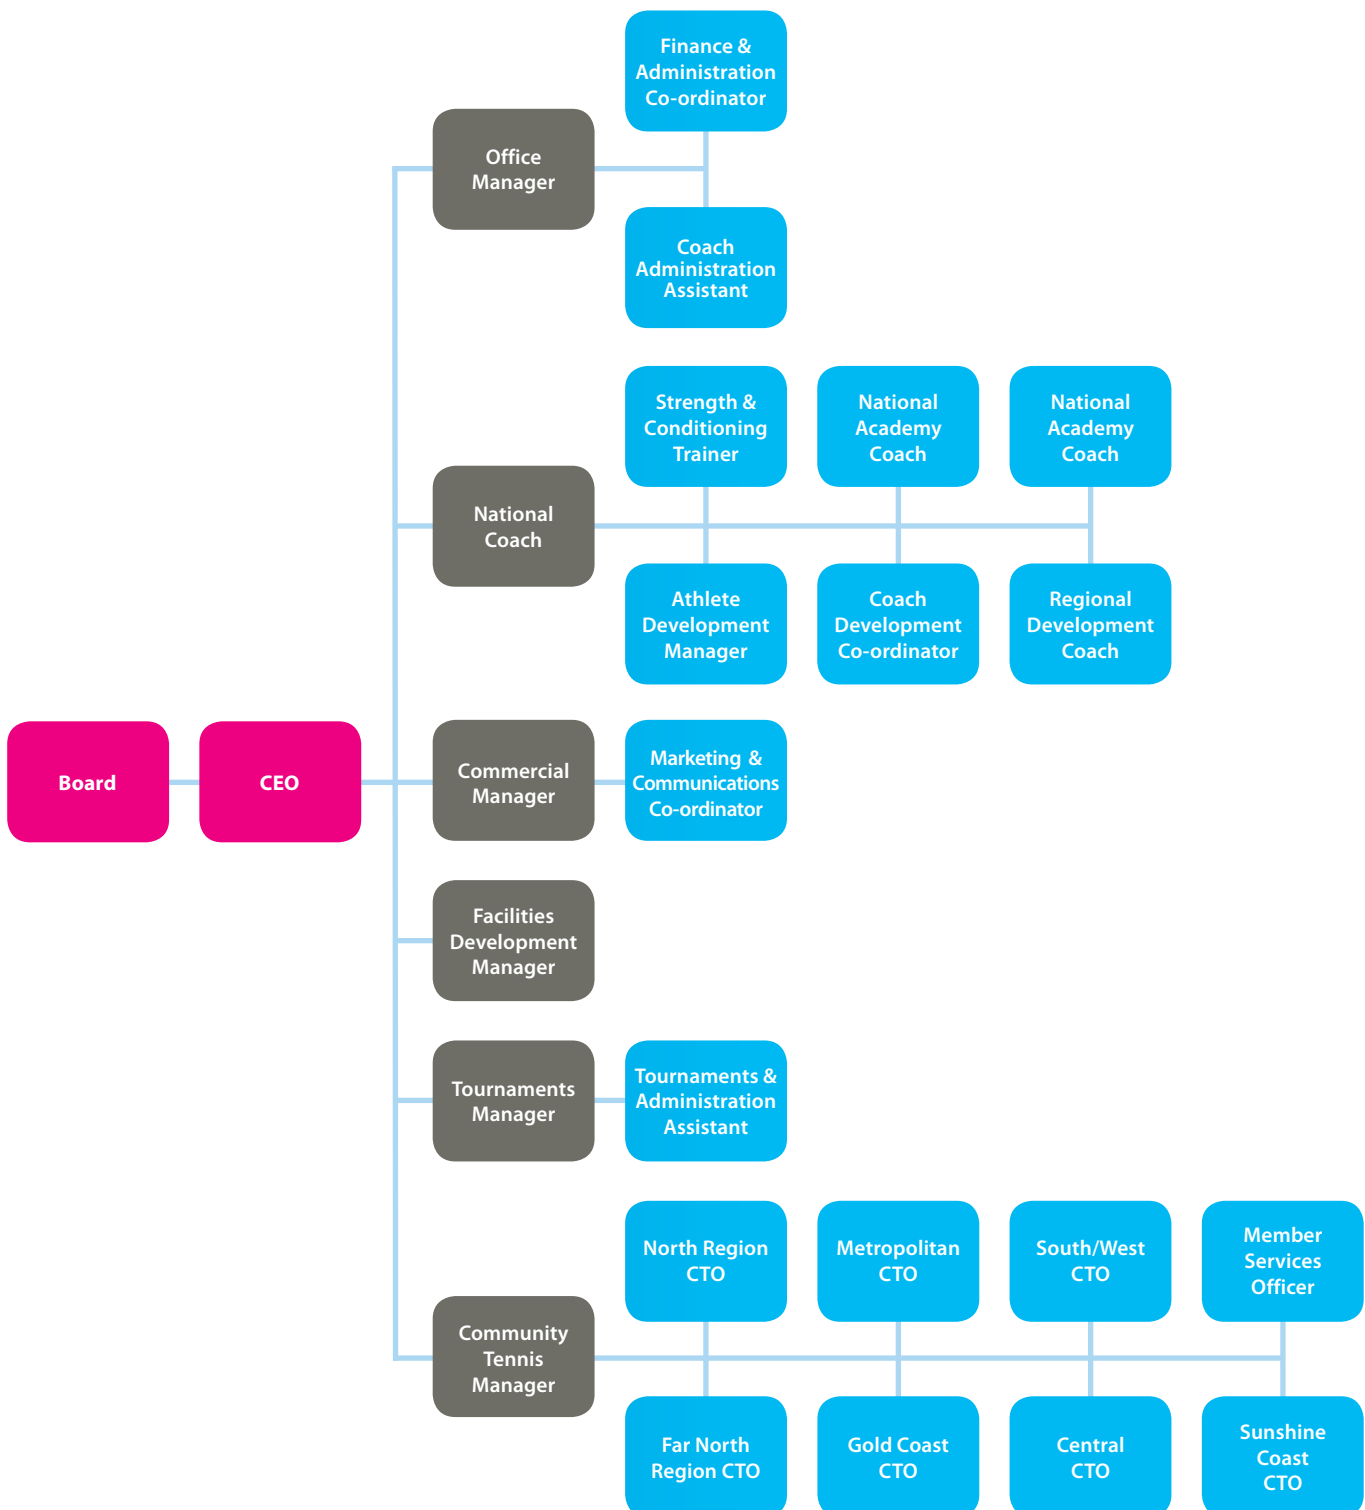 Finance &
Administration
Co-ordinator
Office
Manager
Coach
Administration
Assistant
Strength &
Conditioning
Trainer
National
Academy
Coach
National
Academy
Coach
National
Coach
Athlete
Development
Manager
Coach
Development
Co-ordinator
Regional
Development
Coach
Board
CEO
Commercial
Manager
Marketing &
Communications
Co-ordinator
Facilities
Development
Manager
Tournaments
Manager
Tournaments &
Administration
Assistant
North Region
CTO
Metropolitan
CTO
South/West
CTO
Member
Services
Officer
Community
Tennis
Manager
Far North
Region CTO
Gold Coast
CTO
Central
CTO
Sunshine
Coast
CTO